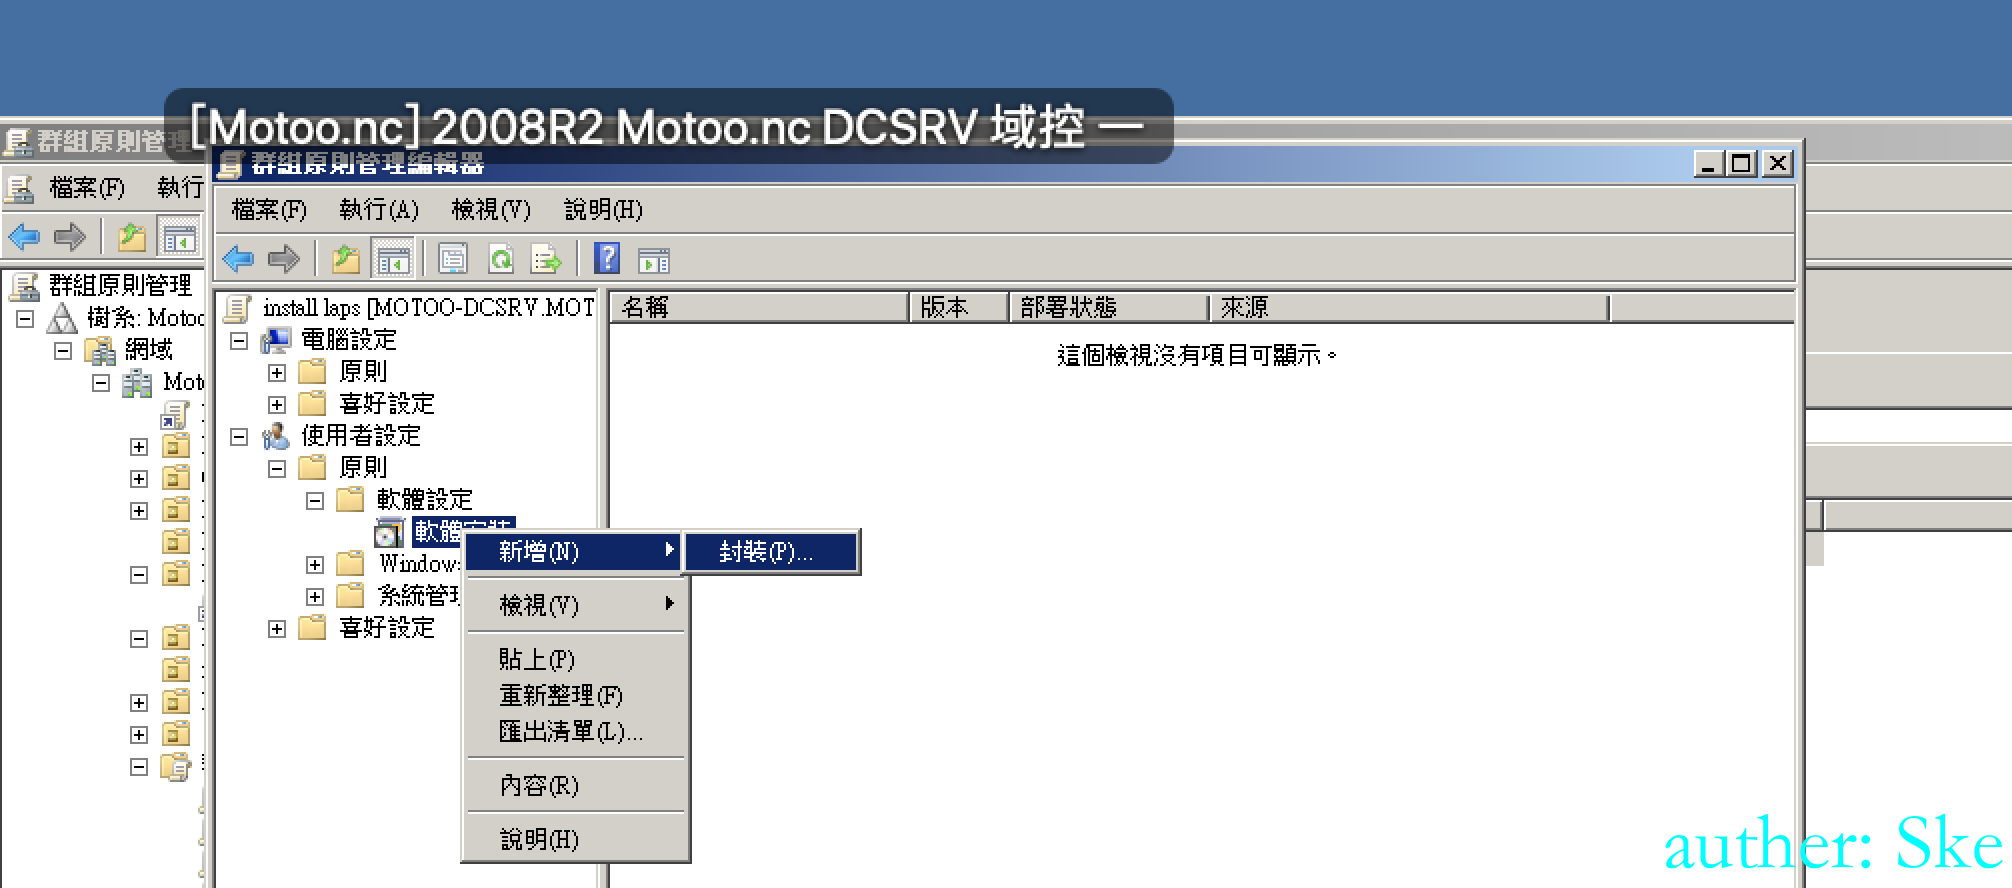 [Motoo.nc] 2008R2 Motoo.nc DCSRV 域控 一
群組原則管理
群組原則管理編輯器
檔案(F) 執行
檔案(F) 執行(A) 檢視(V) 說明(H)
群組原則管理
樹系: Motoo
網域
Moto
install laps [MOTOO-DCSRV.MOT
電腦設定
原則
喜好設定
使用者設定
原則
軟體設定
軟體安裝
Window
系統管理
喜好設定
名稱 版本 部署狀態 來源
這個檢視沒有項目可顯示。
新增(N)
封裝(P)...
檢視(V)
貼上(P)
重新整理(F)
匯出清單(L)...
內容(R)
說明(H)
auther: Ske